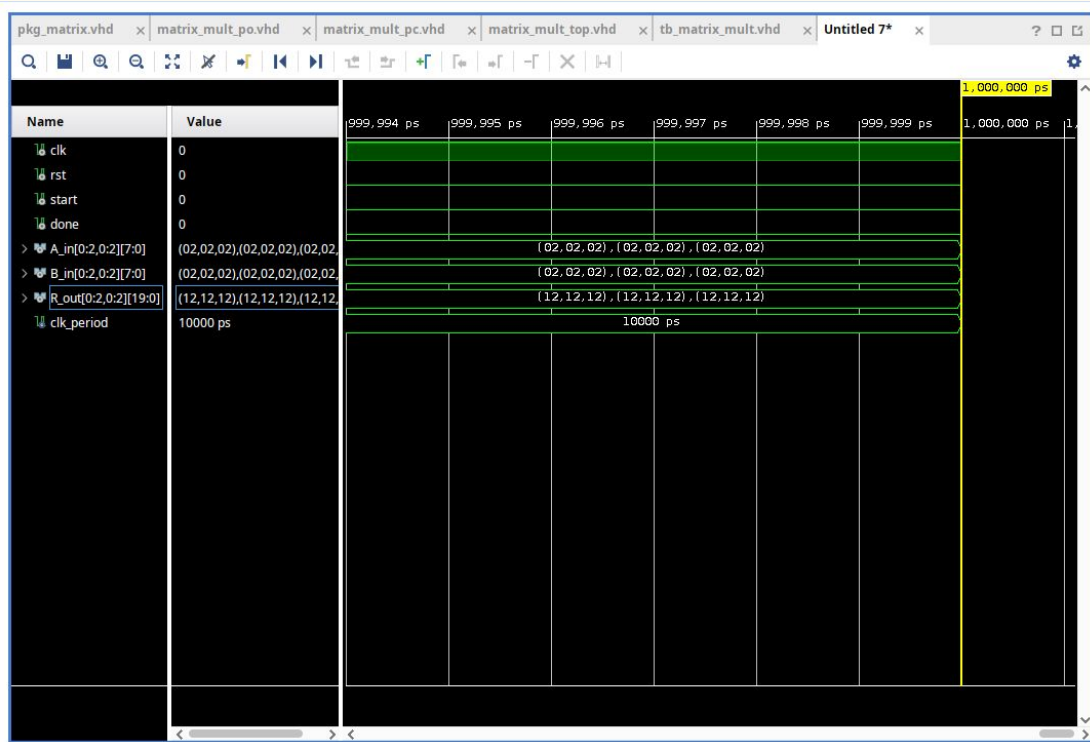 pkg_matrix.vhd × matrix_mult_po.vhd × matrix_mult_pc.vhd × matrix_mult_top.vhd × tb_matrix_mult.vhd × Untitled 7* × ?
1,000,000 ps
Name Value 999,994 ps 999,995 ps 999,996 ps 999,997 ps 999,998 ps 999,999 ps 1,000,000 ps 1,
clk 0
rst 0
start 0
done 0
A_in[0:2,0:2][7:0] (02,02,02),(02,02,02),(02,02, (02,02,02),(02,02,02),(02,02,02)
B_in[0:2,0:2][7:0] (02,02,02),(02,02,02),(02,02, (02,02,02),(02,02,02),(02,02,02)
R_out[0:2,0:2][19:0] (12,12,12),(12,12,12),(12,12, (12,12,12),(12,12,12),(12,12,12)
clk_period 10000 ps 10000 ps